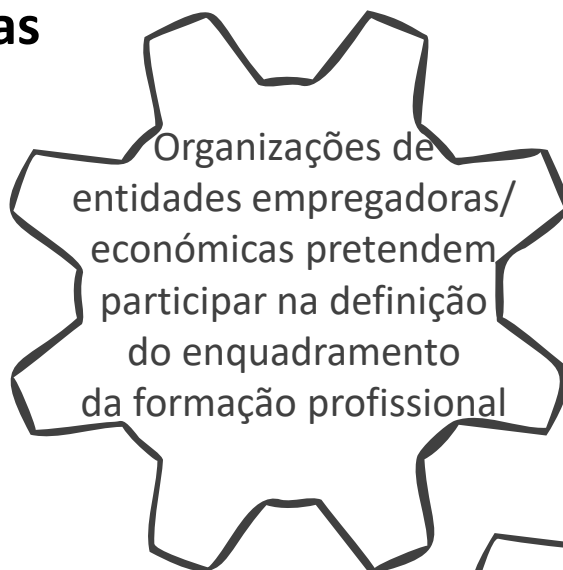 as
Organizações de
entidades empregadoras/
económicas pretendem
participar na definição
do enquadramento
da formação profissional